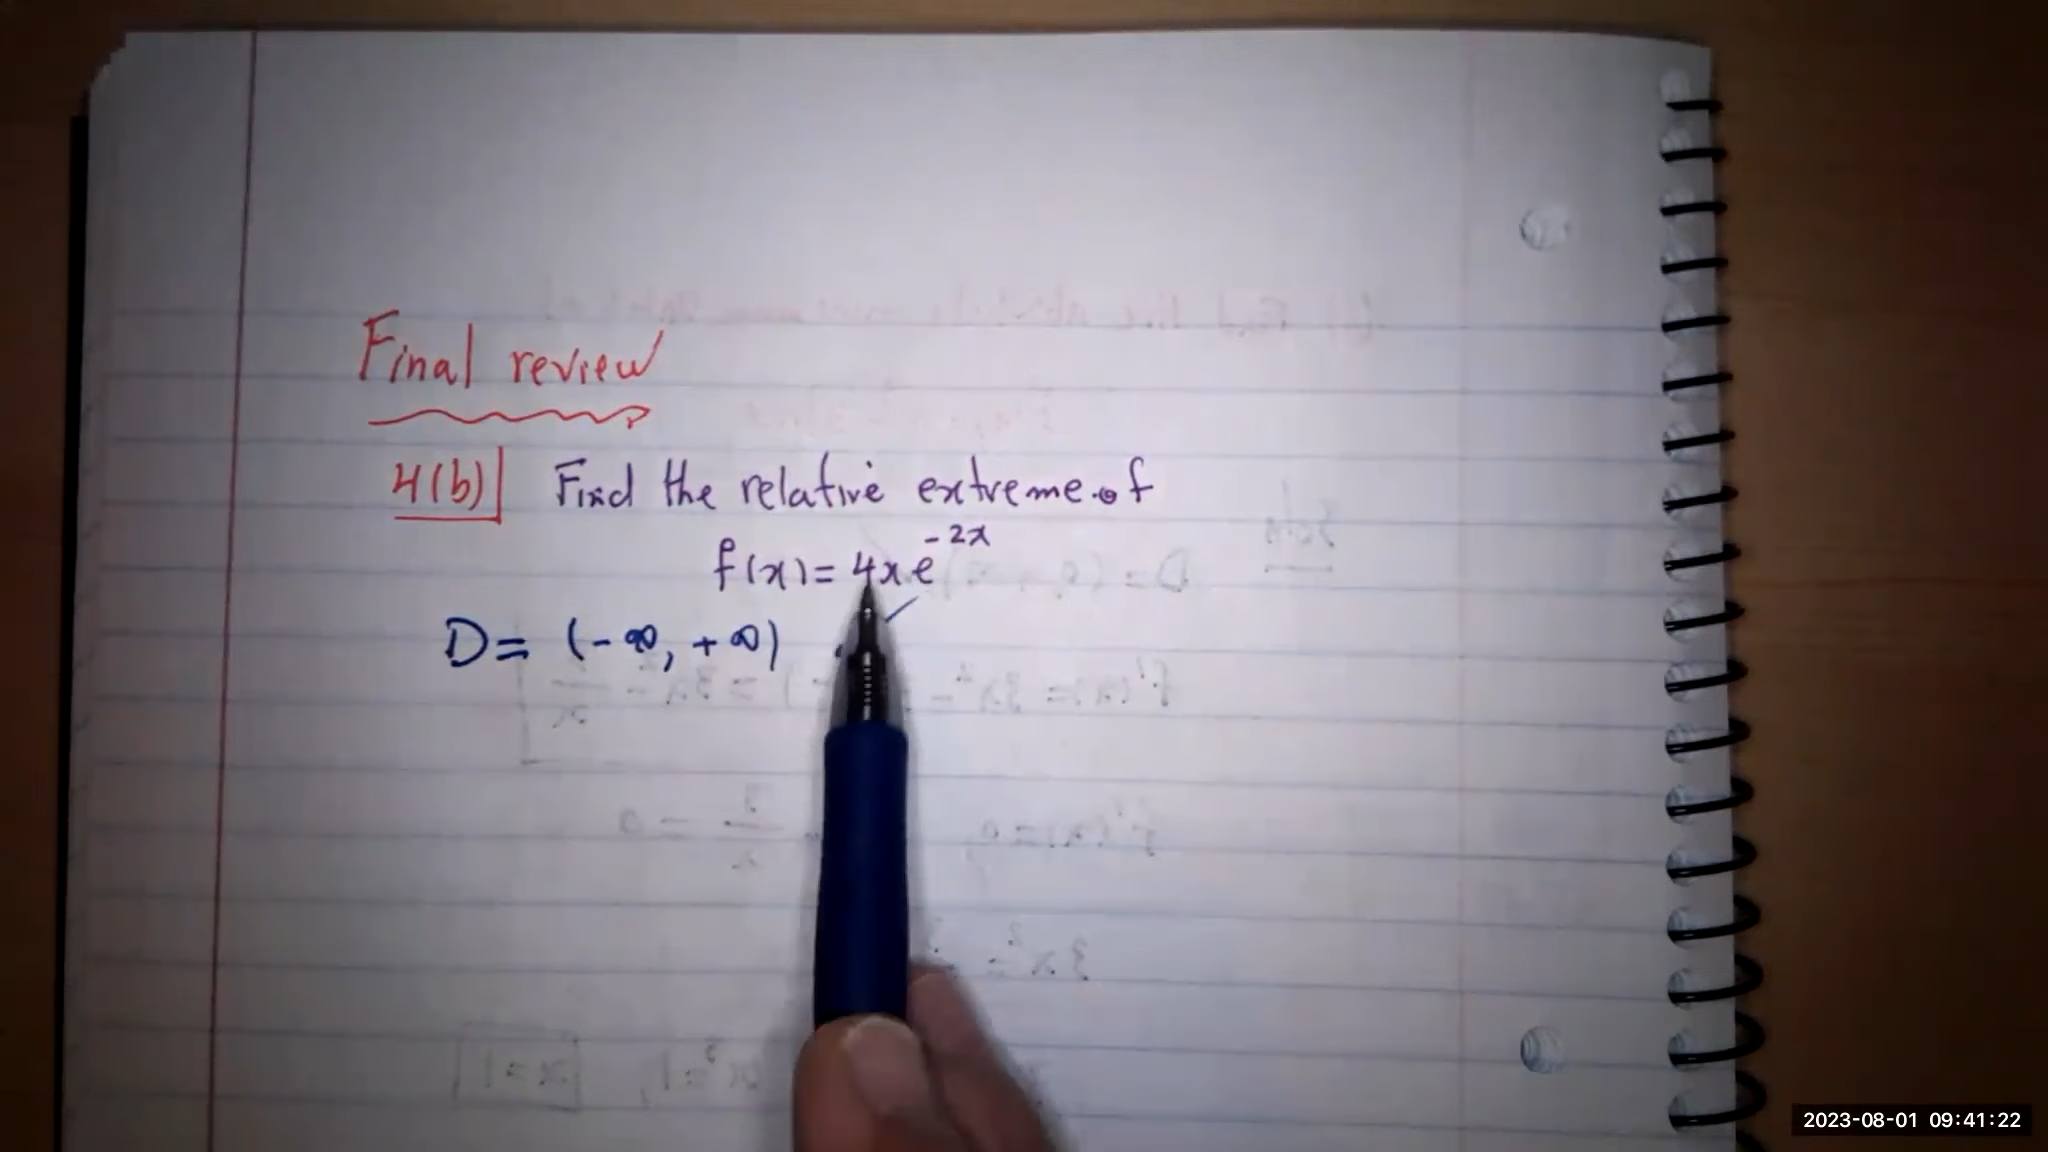 Final review
4(b) Find the relative extreme of
f(x) = 4xe^{-2x}
D = (-∞, +∞)
2023-08-01 09:41:22